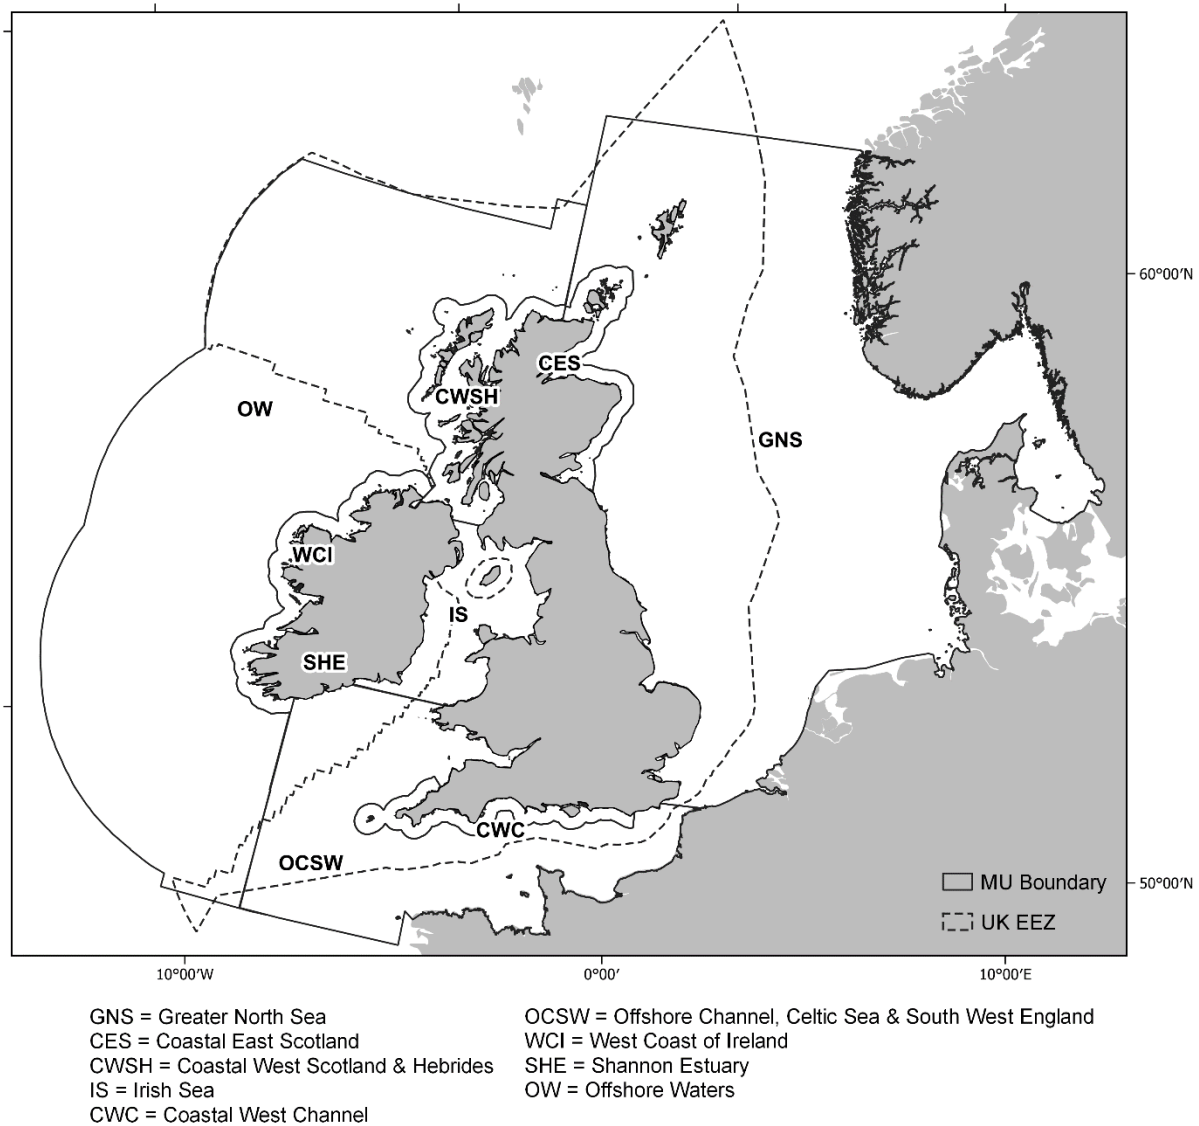 60°00'N
CES
CWSH
OW
GNS
WCI
IS
SHE
CWC
OCSW
MU Boundary
50°00'N
UK EEZ
10°00'W
0°00'
10°00'E
GNS = Greater North Sea
CES = Coastal East Scotland
CWSH = Coastal West Scotland & Hebrides
IS = Irish Sea
CWC = Coastal West Channel
OCSW = Offshore Channel, Celtic Sea & South West England
WCI = West Coast of Ireland
SHE = Shannon Estuary
OW = Offshore Waters